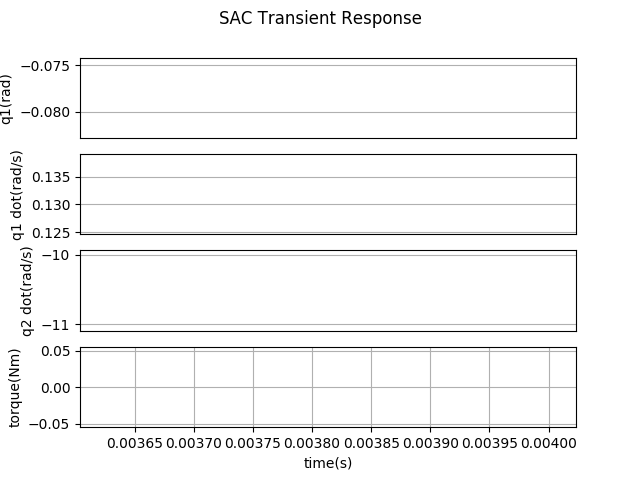 SAC Transient Response
q1(rad)
−0.075
−0.080
q1 dot(rad/s)
0.135
0.130
0.125
q2 dot(rad/s)
−10
−11
torque(Nm)
0.05
0.00
−0.05
0.00365 0.00370 0.00375 0.00380 0.00385 0.00390 0.00395 0.00400
time(s)